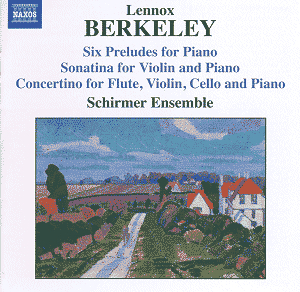 NAXOS
Lennox
BERKELEY
Six Preludes for Piano
Sonatina for Violin and Piano
Concertino for Flute, Violin, Cello and Piano
Schirmer Ensemble